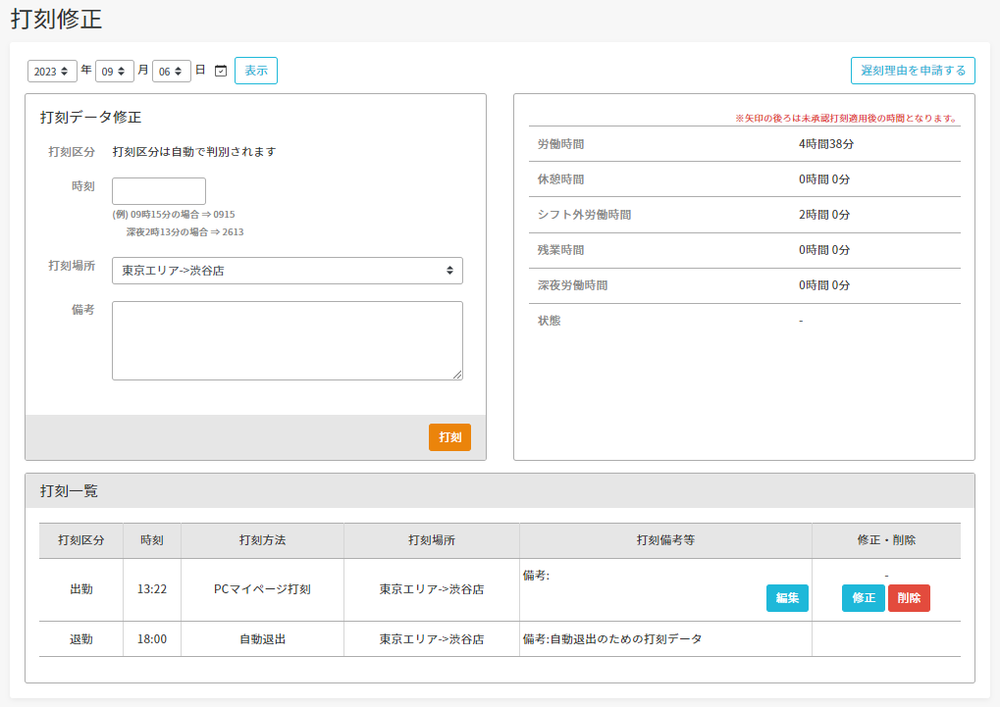 打刻修正
2023 年 09 月 06 日 表示 遅刻理由を申請する
打刻データ修正
打刻区分 打刻区分は自動で判別されます
時刻
(例) 09時15分の場合 ⇒ 0915
深夜2時13分の場合 ⇒ 2613
打刻場所 東京エリア->渋谷店
備考
打刻
※矢印の後ろは未承認打刻適用後の時間となります。
労働時間 4時間38分
休憩時間 0時間 0分
シフト外労働時間 2時間 0分
残業時間 0時間 0分
深夜労働時間 0時間 0分
状態 -
打刻一覧
打刻区分 時刻 打刻方法 打刻場所 打刻備考等 修正・削除
出勤 13:22 PCマイページ打刻 東京エリア->渋谷店 備考: 編集 - 修正 削除
退勤 18:00 自動退出 東京エリア->渋谷店 備考:自動退出のための打刻データ